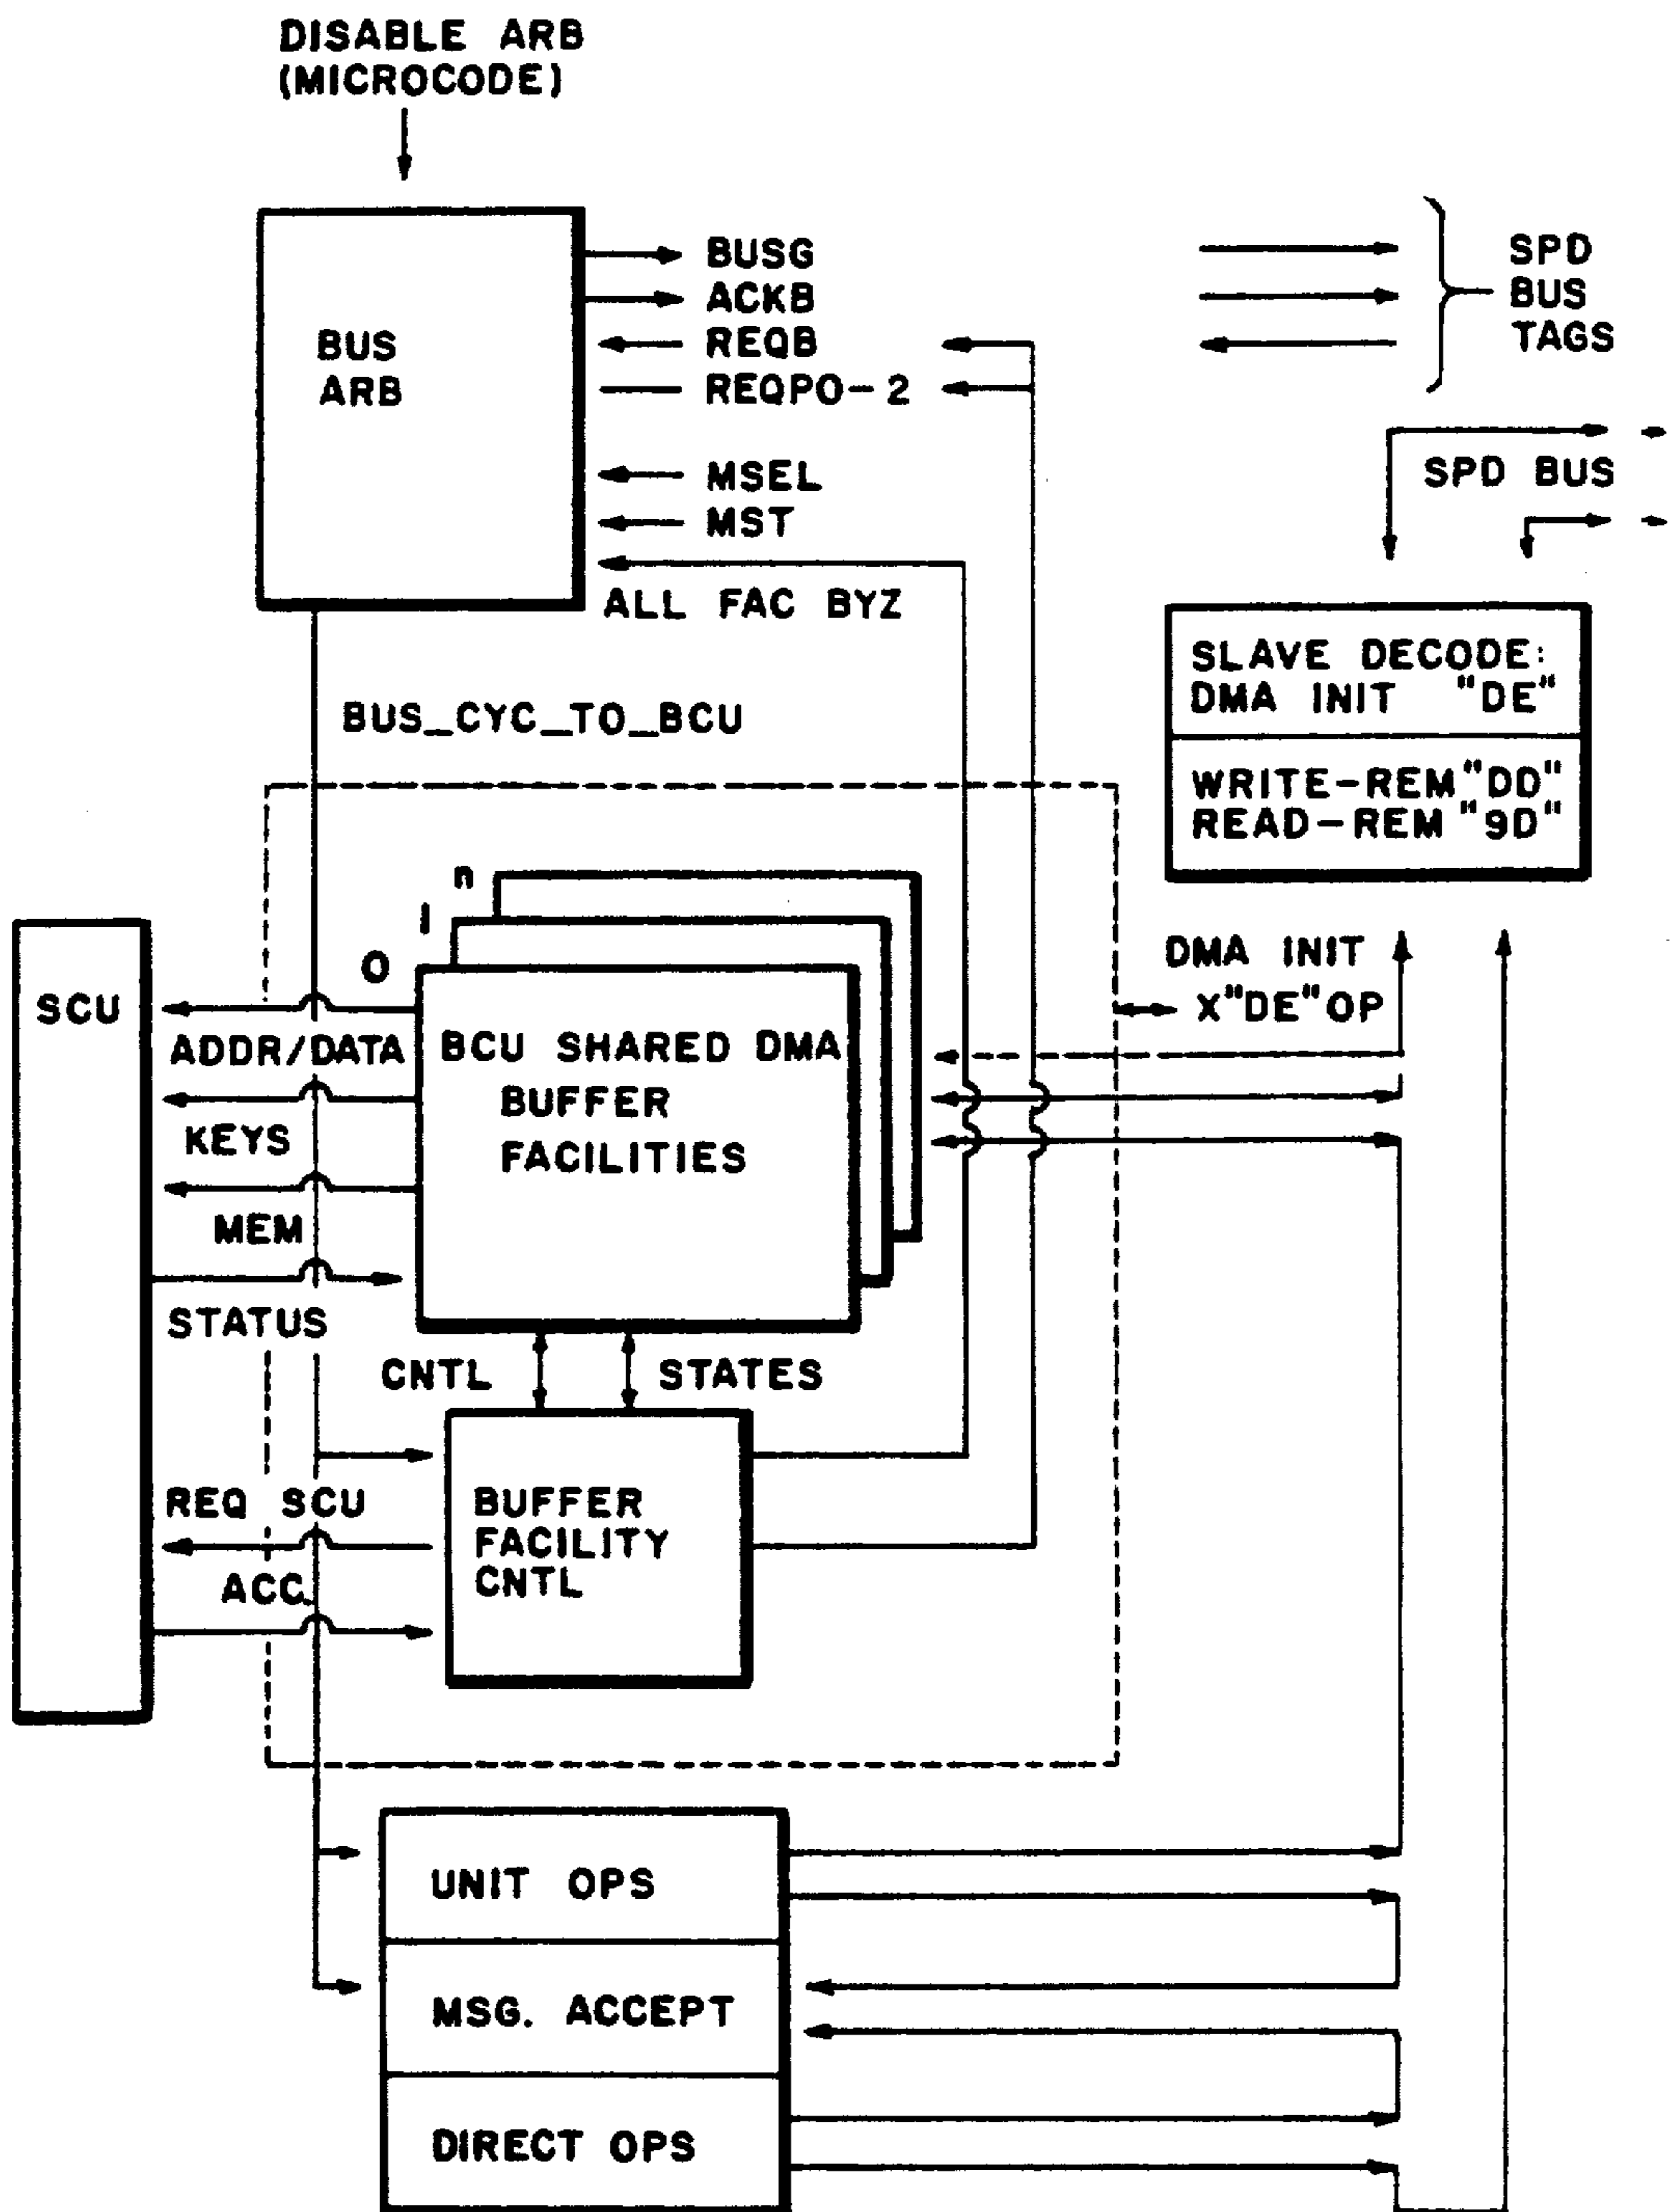 DISABLE ARB
(MICROCODE)
BUS
ARB
BUSG
ACKB
REQB
REQPO-2
MSEL
MST
ALL FAC BYZ
SPD
BUS
TAGS
SPD BUS
SLAVE DECODE:
DMA INIT "DE"
WRITE-REM "DD"
READ-REM "9D"
BUS_CYC_TO_BCU
n
1
0
SCU
ADDR/DATA
KEYS
MEM
STATUS
BCU SHARED DMA
BUFFER
FACILITIES
DMA INIT
X"DE"OP
CNTL
STATES
REQ SCU
ACC.
BUFFER
FACILITY
CNTL
UNIT OPS
MSG. ACCEPT
DIRECT OPS